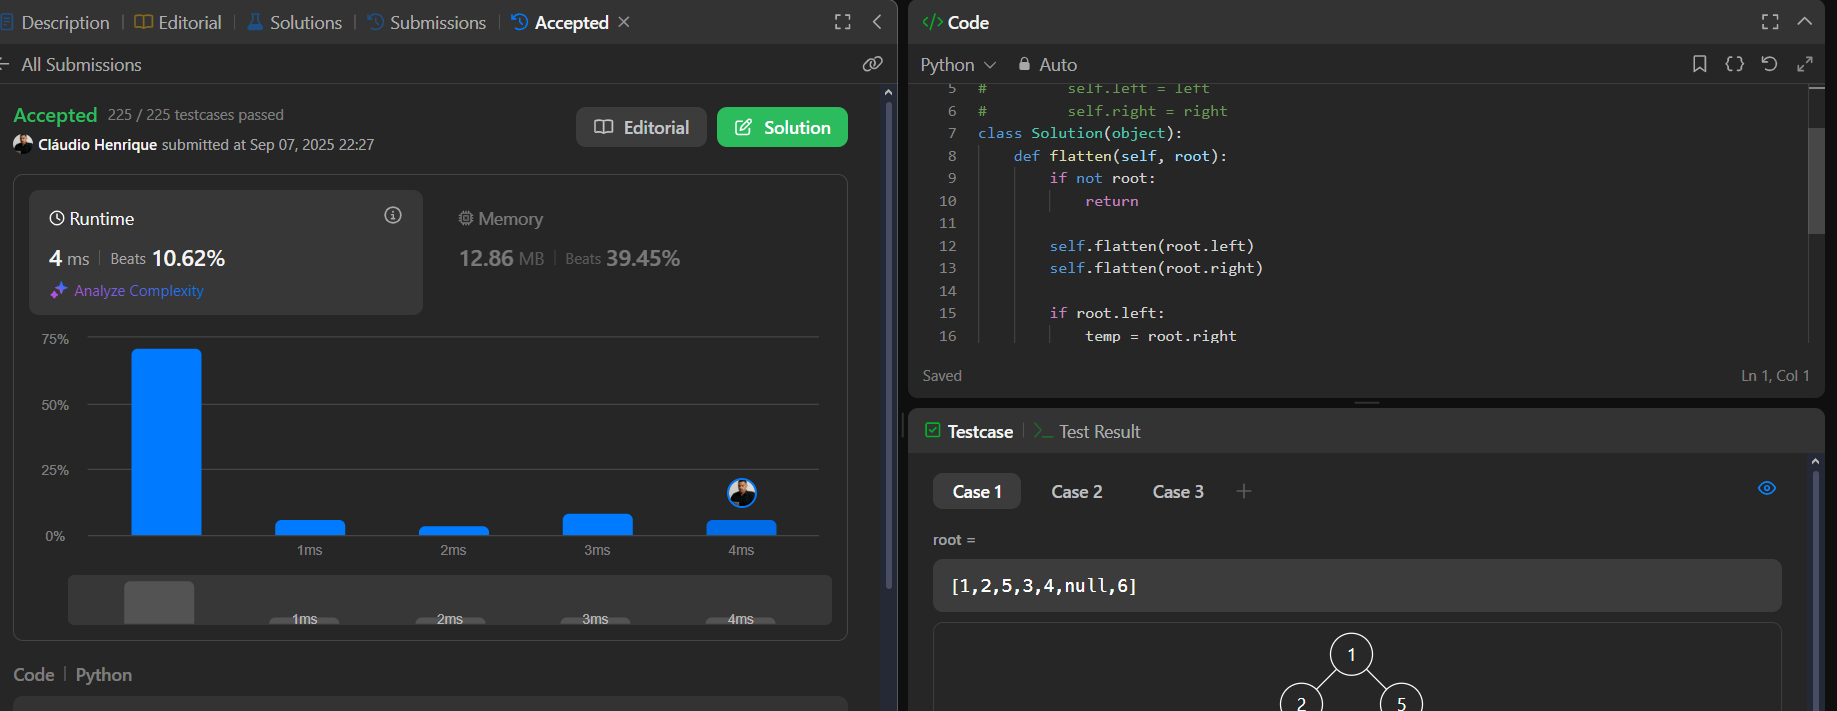 Description | Editorial | Solutions | Submissions | Accepted
All Submissions
Accepted 225 / 225 testcases passed
Cláudio Henrique submitted at Sep 07, 2025 22:27
Editorial
Solution
Runtime
4 ms | Beats 10.62%
Analyze Complexity
Memory
12.86 MB | Beats 39.45%
75%
50%
25%
0%
1ms 2ms 3ms 4ms
1ms 2ms 3ms 4ms
Code | Python
</> Code
Python Auto
5 #         self.left = left
6 #         self.right = right
7 class Solution(object):
8     def flatten(self, root):
9         if not root:
10             return
11
12         self.flatten(root.left)
13         self.flatten(root.right)
14
15         if root.left:
16             temp = root.right
Saved
Ln 1, Col 1
Testcase | >_ Test Result
Case 1 Case 2 Case 3 +
root =
[1,2,5,3,4,null,6]
1
2 5